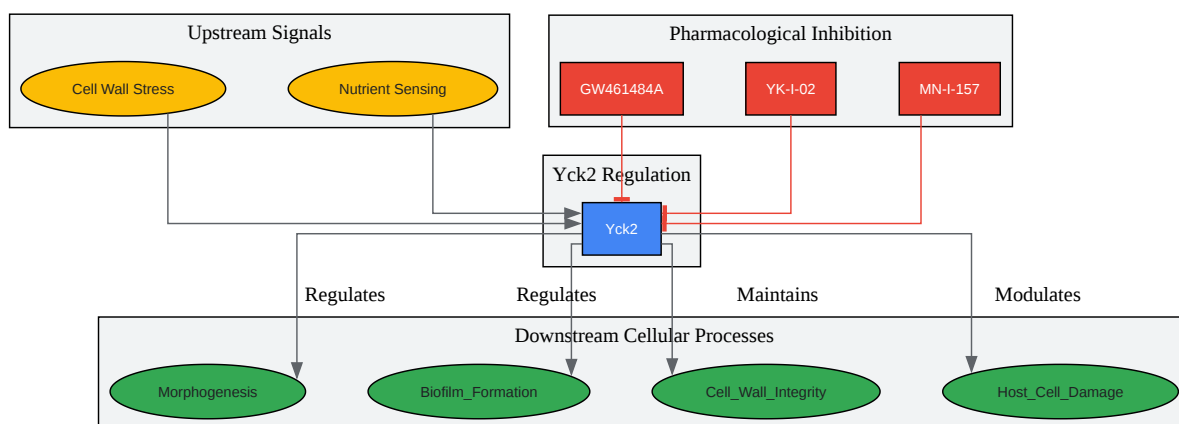 Upstream Signals
Pharmacological Inhibition
Cell Wall Stress
Nutrient Sensing
GW461484A
YK-I-02
MN-I-157
Yck2 Regulation
Yck2
Regulates
Regulates
Maintains
Modulates
Downstream Cellular Processes
Morphogenesis
Biofilm_Formation
Cell_Wall_Integrity
Host_Cell_Damage